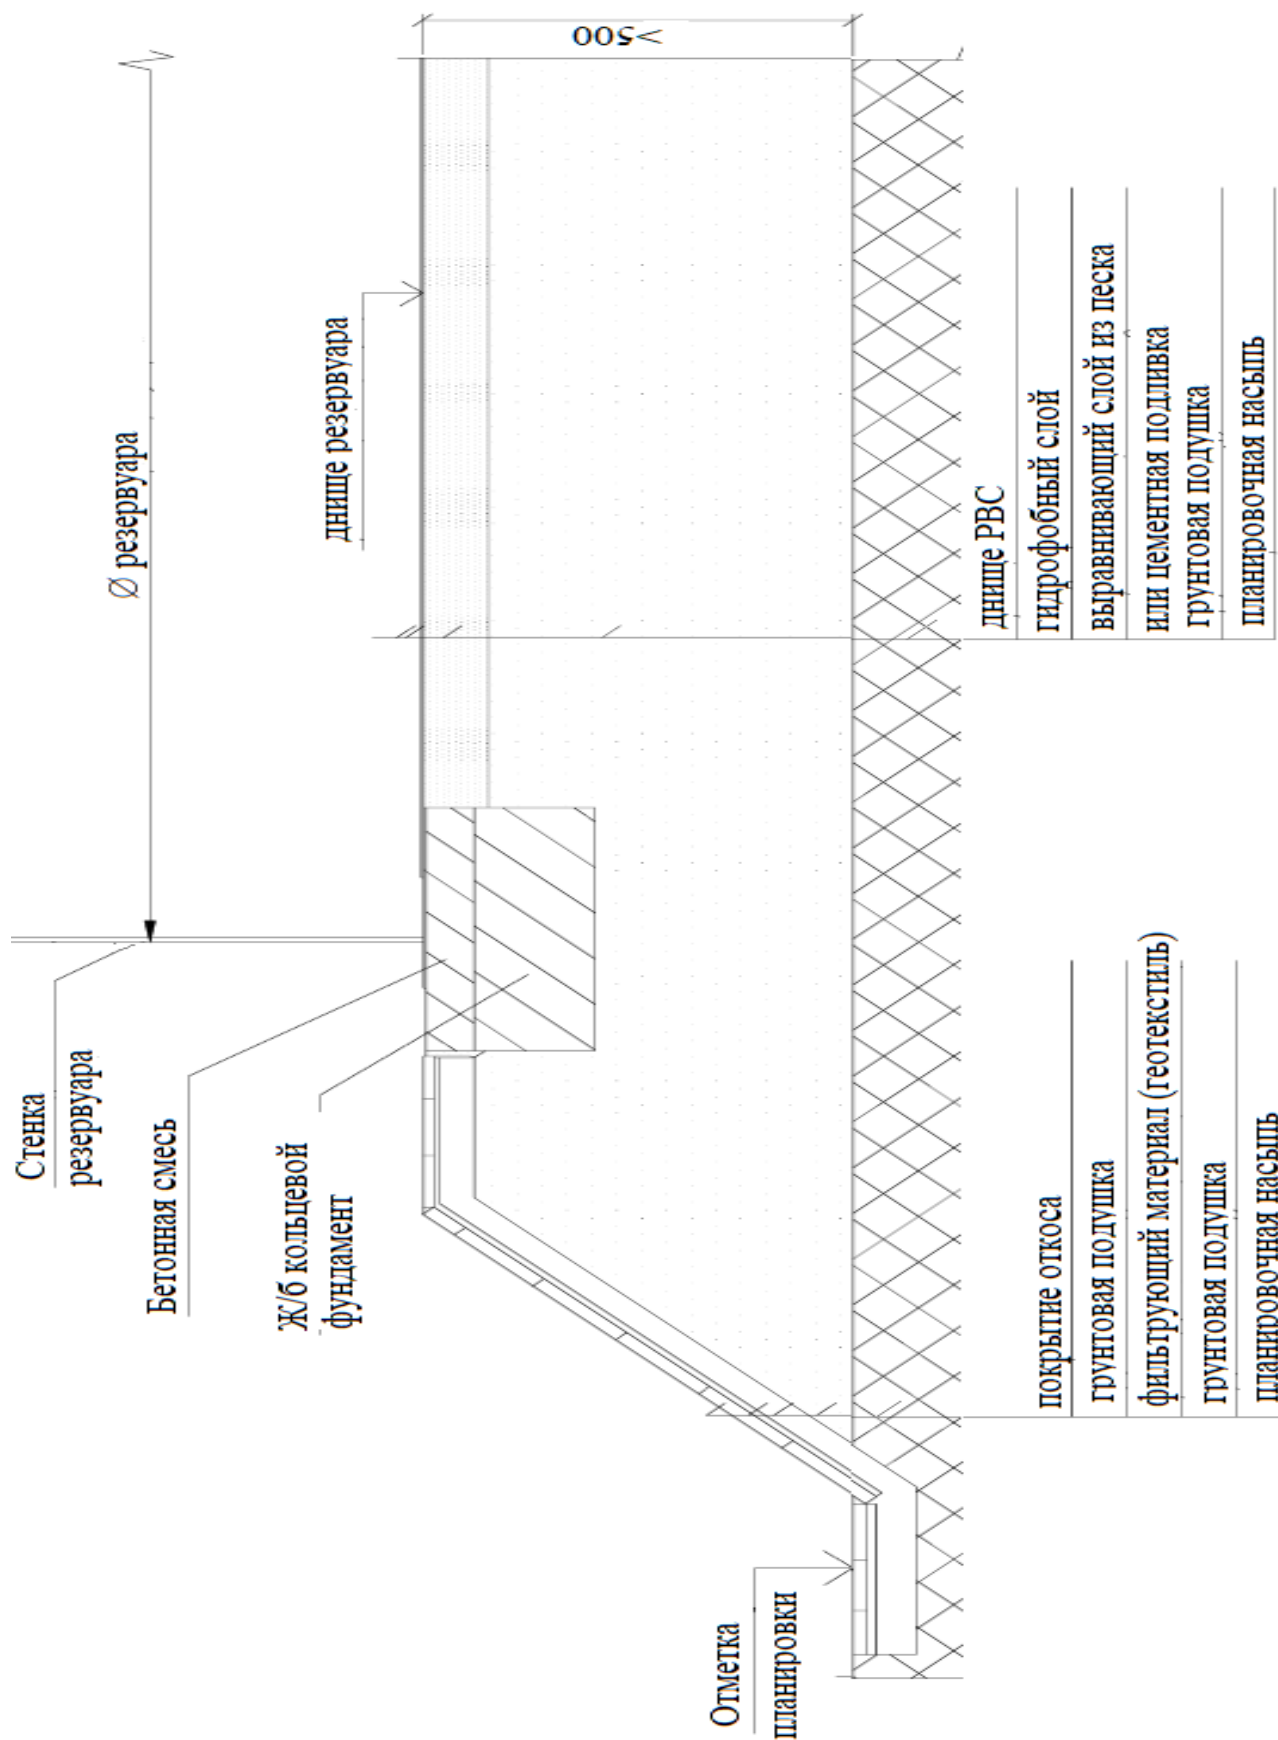 Стенка
резервуара
Бетонная смесь
Ж/б кольцевой
фундамент
Ø резервуара
днище резервуара
>500
Отметка
планировки
покрытие откоса
грунтовая подушка
фильтрующий материал (геотекстиль)
грунтовая подушка
планировочная насыпь
днище РВС
гидрофобный слой
выравнивающий слой из песка
или цементная подливка
грунтовая подушка
планировочная насыпь